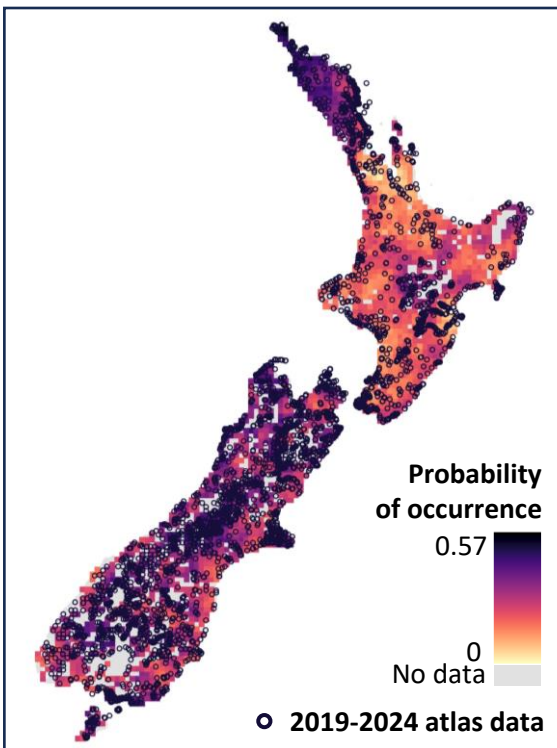 Probability
of occurrence
0.57
0
No data
2019-2024 atlas data